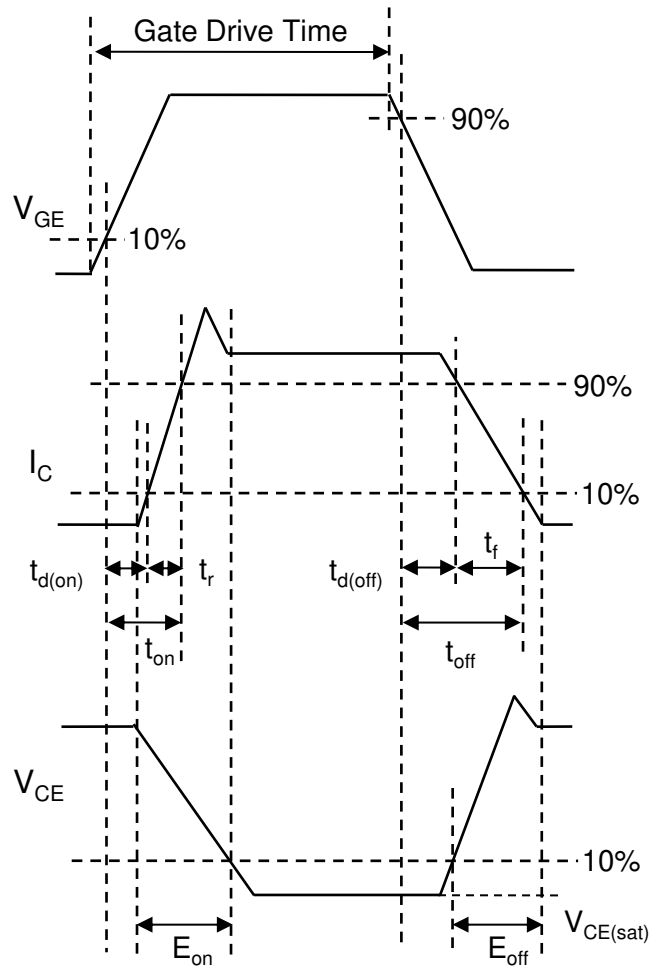 Gate Drive Time
90%
V_GE
10%
90%
I_C
10%
t_d(on)
t_r
t_d(off)
t_f
t_on
t_off
V_CE
10%
V_CE(sat)
E_on
E_off